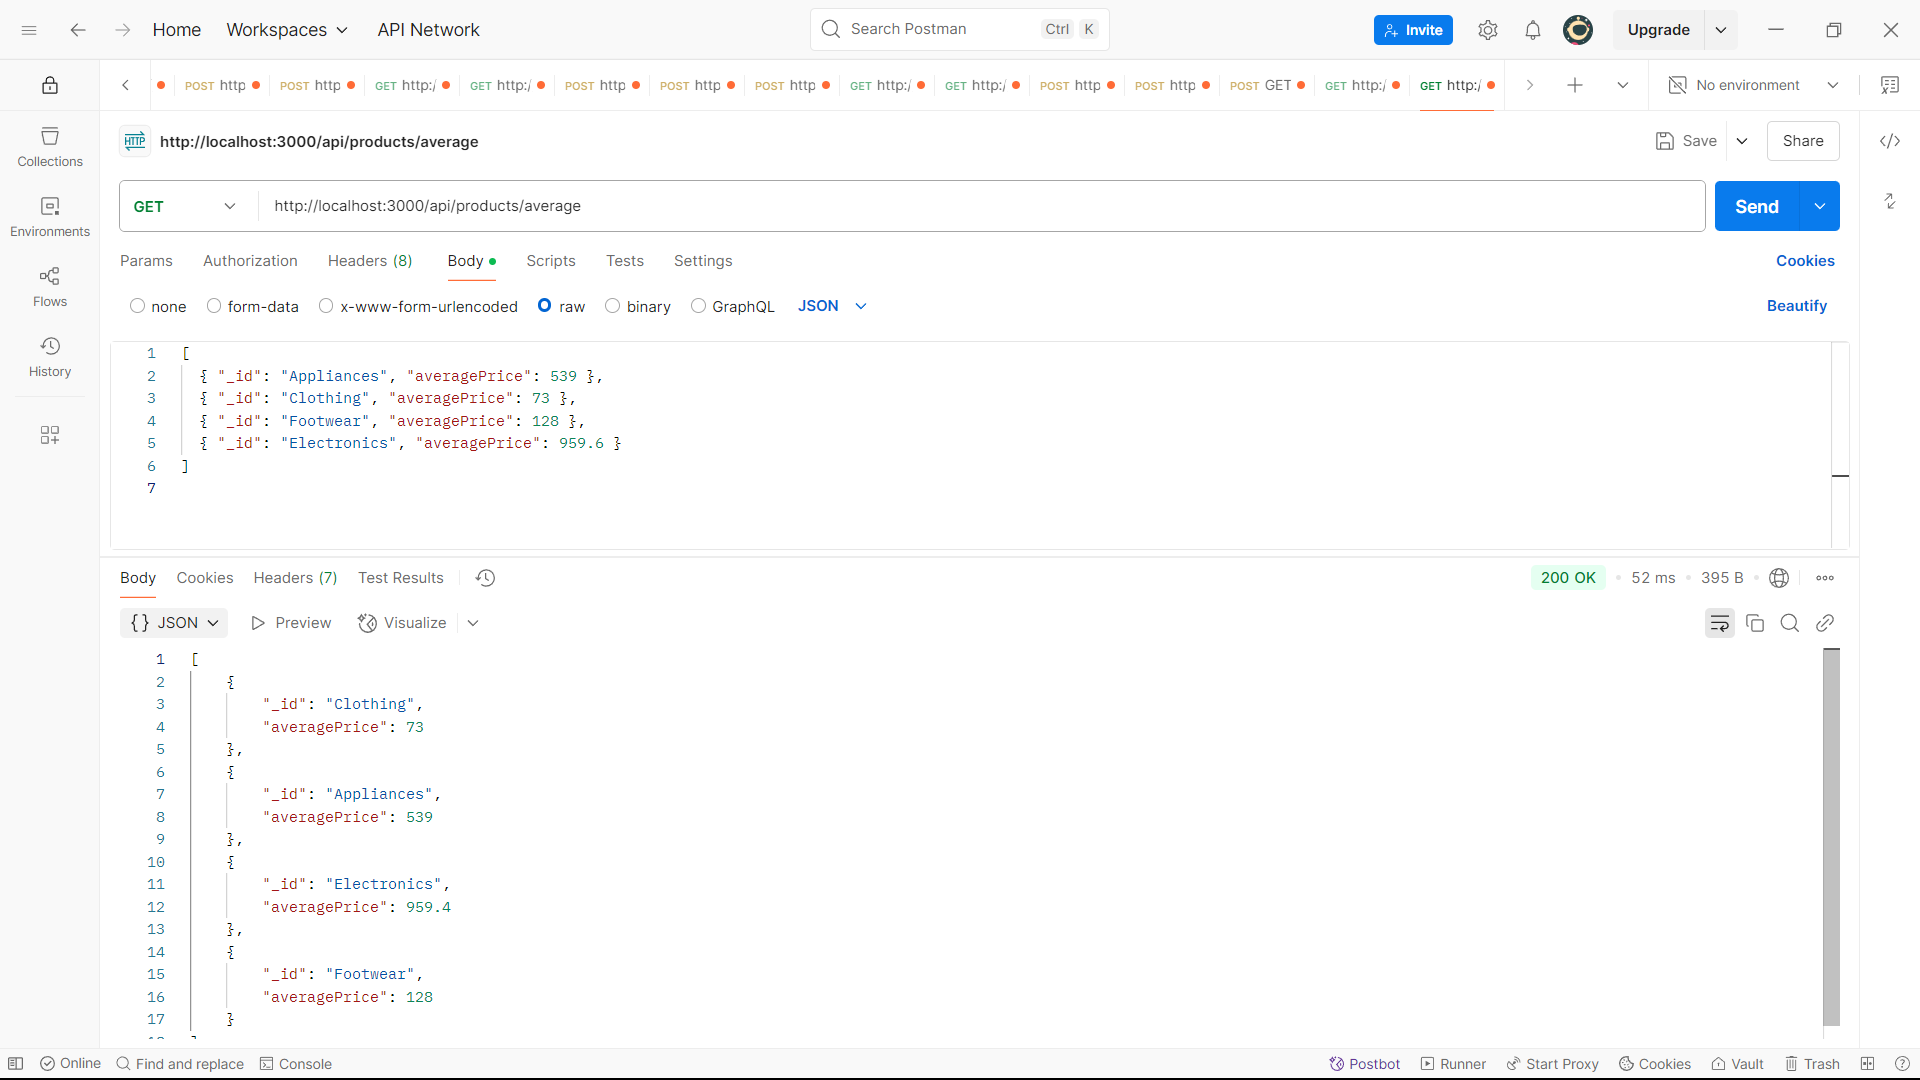 Home Workspaces API Network Search Postman Ctrl K Invite Upgrade
POST http POST http GET http:/ GET http:/ POST http POST http POST http GET http:/ GET http:/ POST http POST http POST GET GET http:/ GET http:/ No environment
HTTP http://localhost:3000/api/products/average Save Share
GET http://localhost:3000/api/products/average Send
Params Authorization Headers (8) Body Scripts Tests Settings Cookies
none form-data x-www-form-urlencoded raw binary GraphQL JSON Beautify
Collections
Environments
Flows
History
1 [
2 { "_id": "Appliances", "averagePrice": 539 },
3 { "_id": "Clothing", "averagePrice": 73 },
4 { "_id": "Footwear", "averagePrice": 128 },
5 { "_id": "Electronics", "averagePrice": 959.6 }
6 ]
7
Body Cookies Headers (7) Test Results 200 OK 52 ms 395 B
{} JSON Preview Visualize
1 [
2 {
3 "_id": "Clothing",
4 "averagePrice": 73
5 },
6 {
7 "_id": "Appliances",
8 "averagePrice": 539
9 },
10 {
11 "_id": "Electronics",
12 "averagePrice": 959.4
13 },
14 {
15 "_id": "Footwear",
16 "averagePrice": 128
17 }
Online Find and replace Console Postbot Runner Start Proxy Cookies Vault Trash